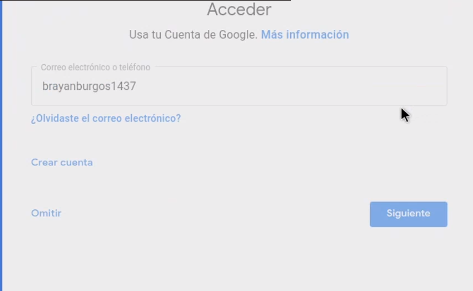 Acceder
Usa tu Cuenta de Google. Más información
Correo electrónico o teléfono
brayanburgos1437
¿Olvidaste el correo electrónico?
Crear cuenta
Omitir
Siguiente